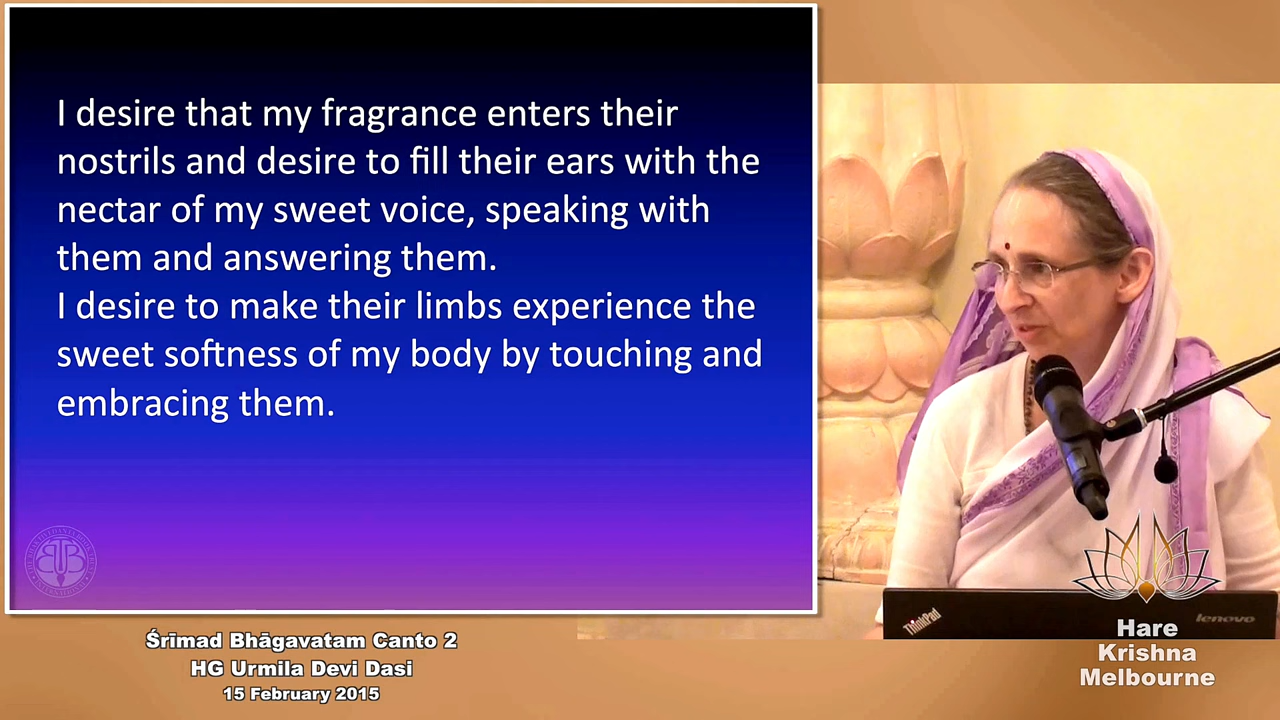 I desire that my fragrance enters their
nostrils and desire to fill their ears with the
nectar of my sweet voice, speaking with
them and answering them.
I desire to make their limbs experience the
sweet softness of my body by touching and
embracing them.
Śrīmad Bhāgavatam Canto 2
HG Urmila Devi Dasi
15 February 2015
ThinkPad
lenovo
Hare
Krishna
Melbourne